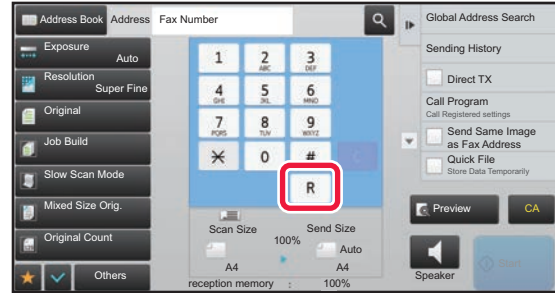 Address Book
Address
Fax Number
Global Address Search
Exposure
Auto
Resolution
Super Fine
Original
Job Build
Slow Scan Mode
Mixed Size Orig.
Original Count
Others
1
2
ABC
3
DEF
4
GHI
5
JKL
6
MNO
7
PQRS
8
TUV
9
WXYZ
0
#
C
R
Scan Size
100%
Send Size
Auto
A4
A4
reception memory : 100%
Sending History
Direct TX
Call Program
Call Registered settings
Send Same Image
as Fax Address
Quick File
Store Data Temporarily
Preview
CA
Speaker
Start